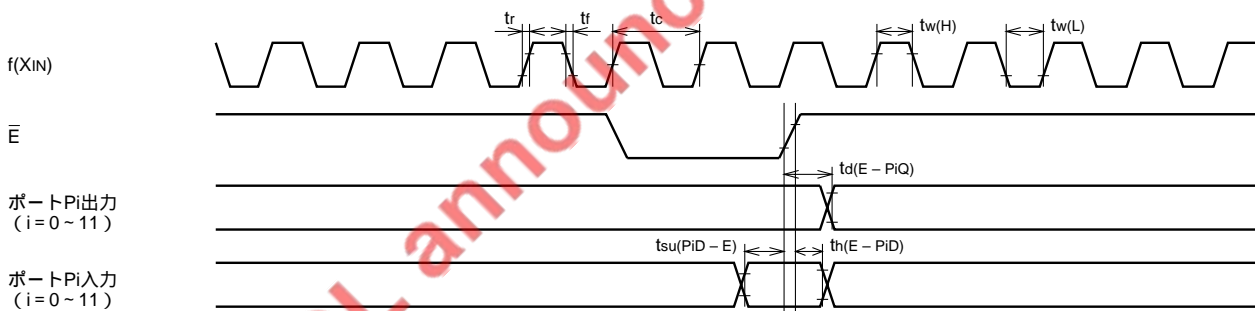 tr tf tc tw(H) tw(L)
f(XIN)
E
td(E – PiQ)
ポートPi出力
（i = 0 ~ 11）
tsu(PiD – E) th(E – PiD)
ポートPi入力
（i = 0 ~ 11）
L announc